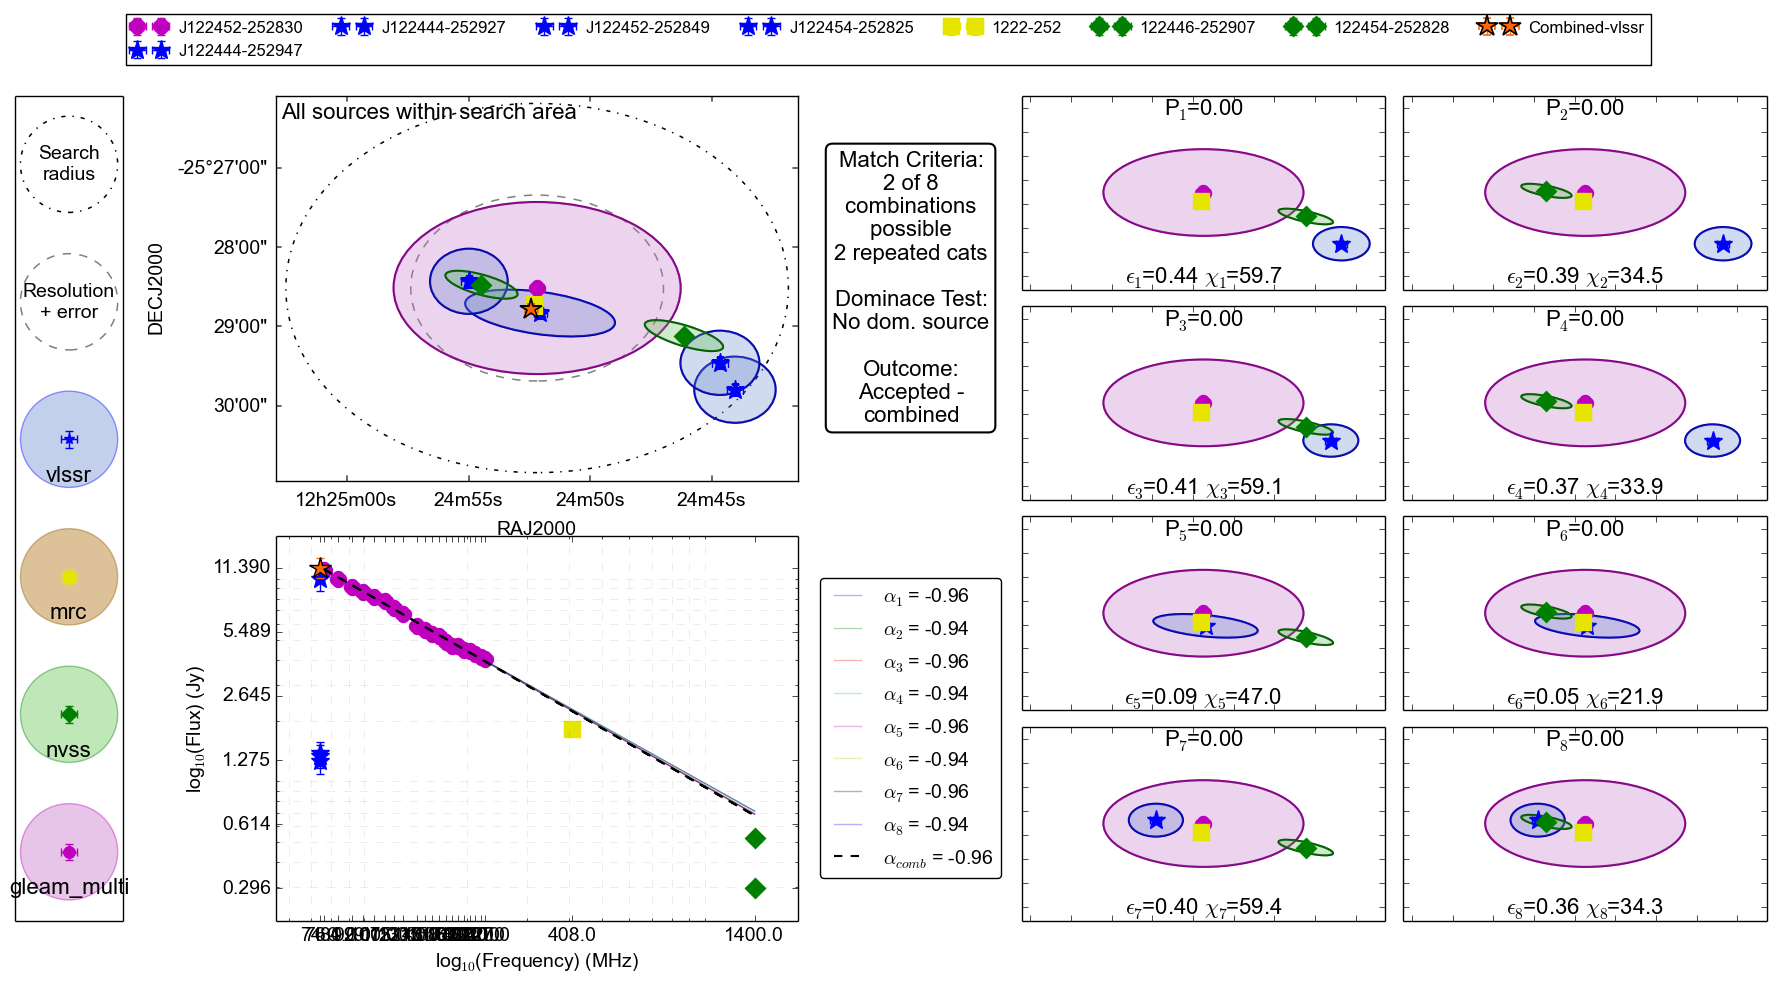 J122452-252830 J122444-252927 J122452-252849 J122454-252825 1222-252 122446-252907 122454-252828 Combined-vlssr
J122444-252947
Search
radius
Resolution
+ error
vlssr
mrc
nvss
gleam_multi
All sources within search area
DECJ2000
-25°27'00"
28'00"
29'00"
30'00"
12h25m00s 24m55s 24m50s 24m45s
RAJ2000
Match Criteria:
2 of 8
combinations
possible
2 repeated cats
Dominace Test:
No dom. source
Outcome:
Accepted -
combined
log10(Flux) (Jy)
11.390
5.489
2.645
1.275
0.614
0.296
408.0 1400.0
log10(Frequency) (MHz)
α1 = -0.96
α2 = -0.94
α3 = -0.96
α4 = -0.94
α5 = -0.96
α6 = -0.94
α7 = -0.96
α8 = -0.94
αcomb = -0.96
P1=0.00
ϵ1=0.44 χ1=59.7
P2=0.00
ϵ2=0.39 χ2=34.5
P3=0.00
ϵ3=0.41 χ3=59.1
P4=0.00
ϵ4=0.37 χ4=33.9
P5=0.00
ϵ5=0.09 χ5=47.0
P6=0.00
ϵ6=0.05 χ6=21.9
P7=0.00
ϵ7=0.40 χ7=59.4
P8=0.00
ϵ8=0.36 χ8=34.3